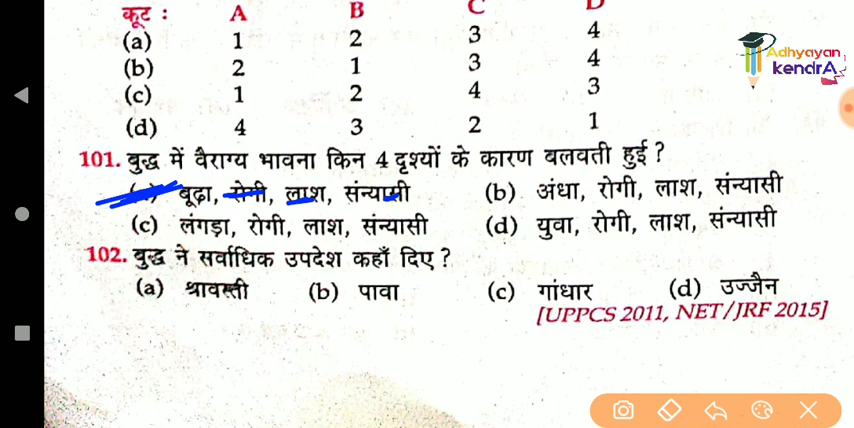 कूट : A B C D
(a) 1 2 3 4
(b) 2 1 3 4
(c) 1 2 4 3
(d) 4 3 2 1
Adhyayan
kendrA
101. बुद्ध में वैराग्य भावना किन 4 दृश्यों के कारण बलवती हुई ?
बूढ़ा, रोगी, लाश, संन्यासी (b) अंधा, रोगी, लाश, संन्यासी
(c) लंगड़ा, रोगी, लाश, संन्यासी (d) युवा, रोगी, लाश, संन्यासी
102. बुद्ध ने सर्वाधिक उपदेश कहाँ दिए ?
(a) श्रावस्ती (b) पावा (c) गांधार (d) उज्जैन
[UPPCS 2011, NET/JRF 2015]